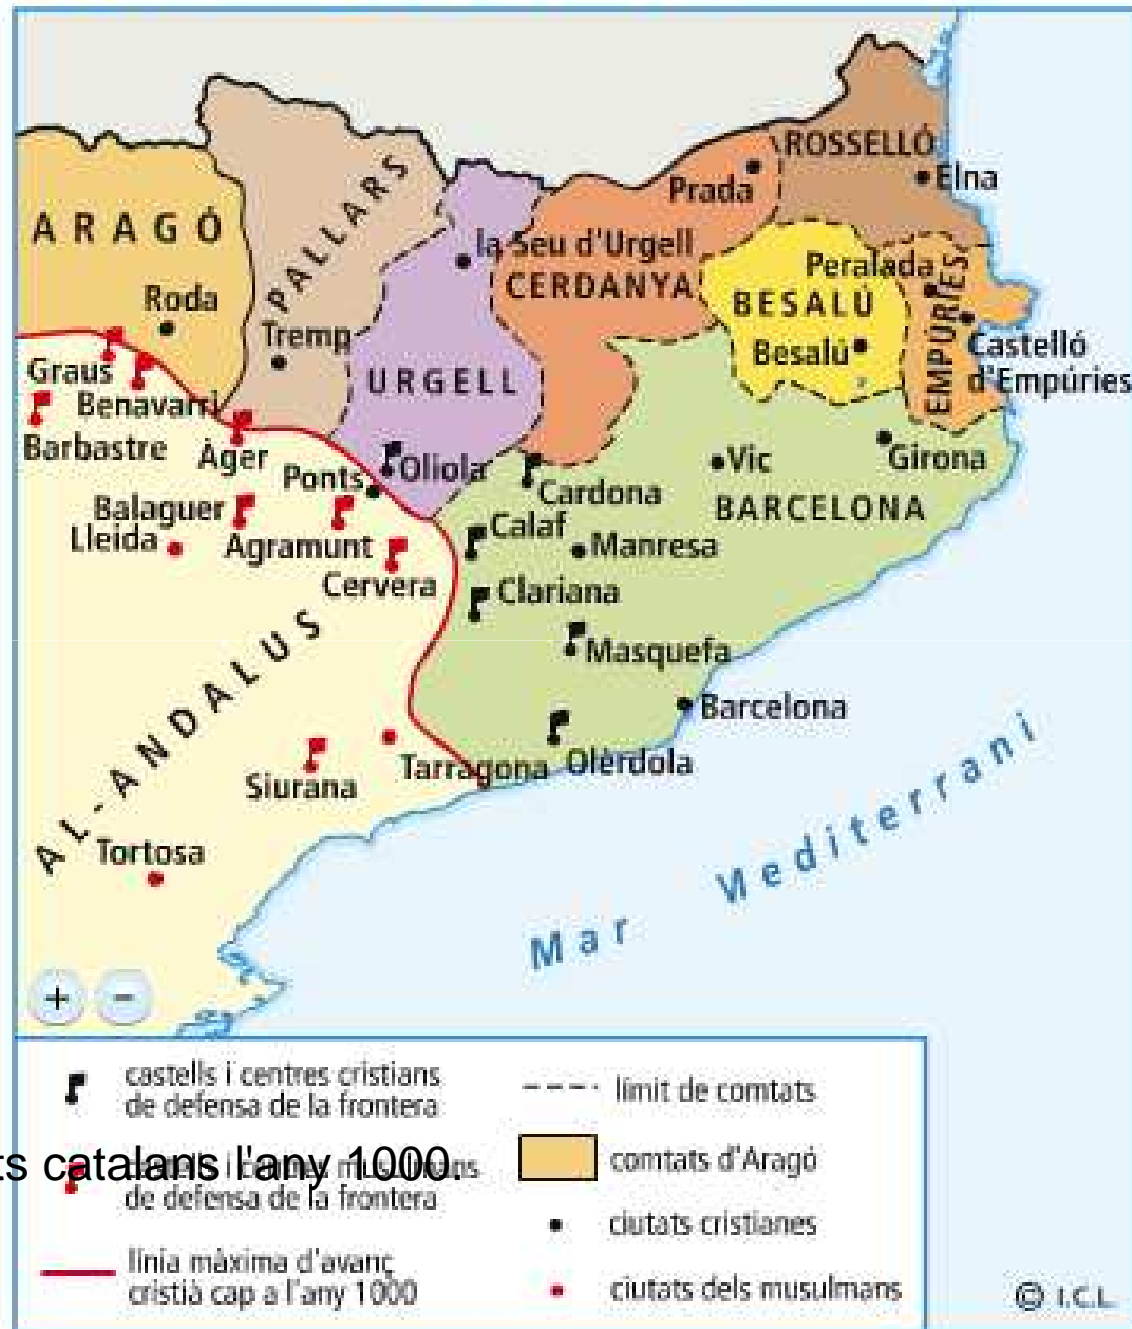 ROSSELLÓ
Elna
Prada
ARAGÓ
PALLARS
la Seu d'Urgell
CERDANYA
Peralada
BESALÚ
EMPÚRIES
Roda
Tremp
Besalú
Castelló
d'Empúries
Graus
URGELL
Benavarri
Barbastre
Àger
Ponts
Oliola
Vic
Girona
Cardona
BARCELONA
Balaguer
Calaf
Lleida
Agramunt
Manresa
Cervera
Clariana
AL-ANDALUS
Masquefa
Barcelona
Siurana
Tarragona
Olèrdola
Tortosa
Mar Mediterrani
+ −
castells i centres cristians
de defensa de la frontera
límit de comtats
ts catalans l'any 1000.
castells i centres musulmans
de defensa de la frontera
comtats d'Aragó
ciutats cristianes
línia màxima d'avanç
cristià cap a l'any 1000
ciutats dels musulmans
© I.C.L.